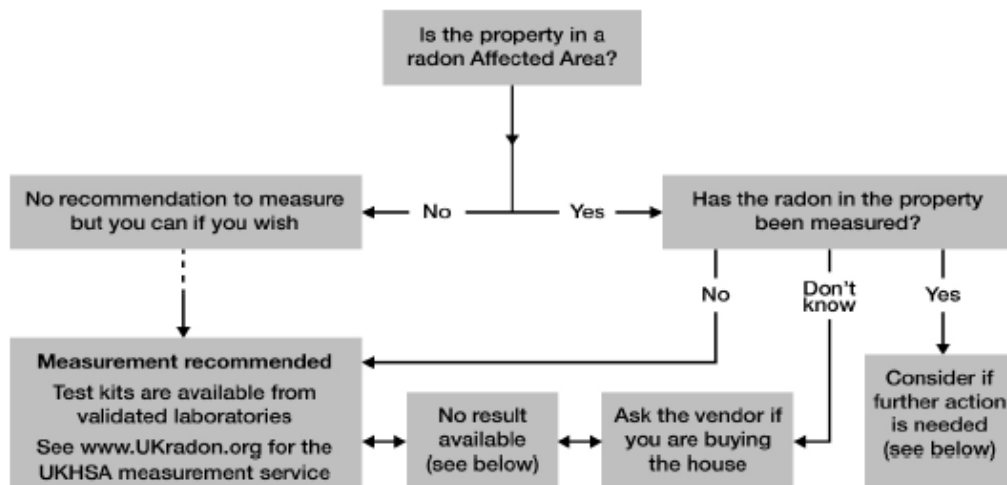 Is the property in a
radon Affected Area?
No recommendation to measure
but you can if you wish
No
Yes
Has the radon in the property
been measured?
No
Don't
know
Yes
Measurement recommended
Test kits are available from
validated laboratories
See www.UKradon.org for the
UKHSA measurement service
No result
available
(see below)
Ask the vendor if
you are buying
the house
Consider if
further action
is needed
(see below)